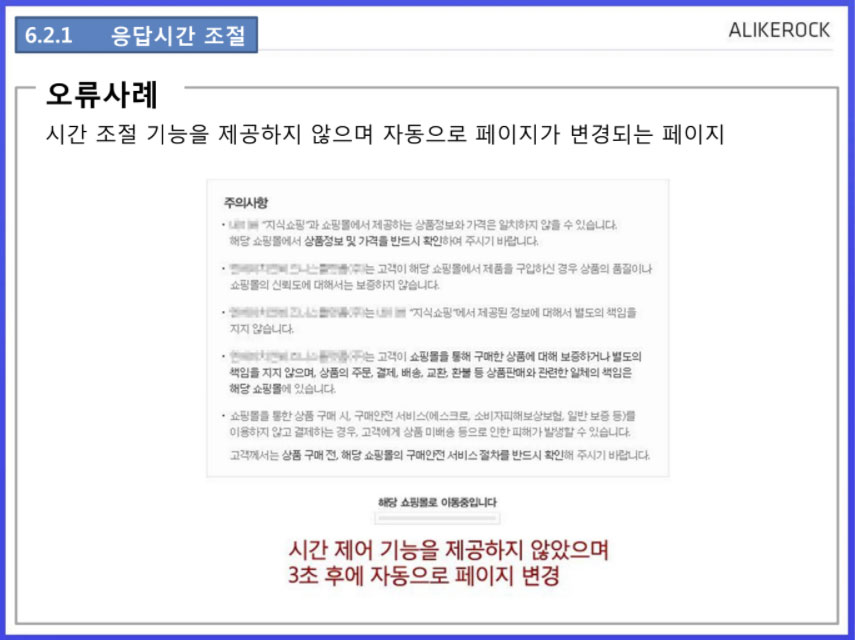 6.2.1 응답시간 조절
ALIKEROCK
오류사례
시간 조절 기능을 제공하지 않으며 자동으로 페이지가 변경되는 페이지
주의사항
• "지식쇼핑"과 쇼핑몰에서 제공하는 상품정보와 가격은 일치하지 않을 수 있습니다.
해당 쇼핑몰에서 상품정보 및 가격을 반드시 확인하여 주시기 바랍니다.
• 는 고객이 해당 쇼핑몰에서 제품을 구입하신 경우 상품의 품질이나
쇼핑몰의 신뢰도에 대해서는 보증하지 않습니다.
• 는 "지식쇼핑"에서 제공된 정보에 대해서 별도의 책임을
지지 않습니다.
• 는 고객이 쇼핑몰을 통해 구매한 상품에 대해 보증하거나 별도의
책임을 지지 않으며, 상품의 주문, 결제, 배송, 교환, 환불 등 상품판매와 관련한 일체의 책임은
해당 쇼핑몰에 있습니다.
• 쇼핑몰을 통한 상품 구매 시, 구매안전 서비스(에스크로, 소비자피해보상보험, 일반 보증 등)를
이용하지 않고 결제하는 경우, 고객에게 상품 미배송 등으로 인한 피해가 발생할 수 있습니다.
고객께서는 상품 구매 전, 해당 쇼핑몰의 구매안전 서비스 절차를 반드시 확인해 주시기 바랍니다.
해당 쇼핑몰로 이동중입니다
시간 제어 기능을 제공하지 않았으며
3초 후에 자동으로 페이지 변경